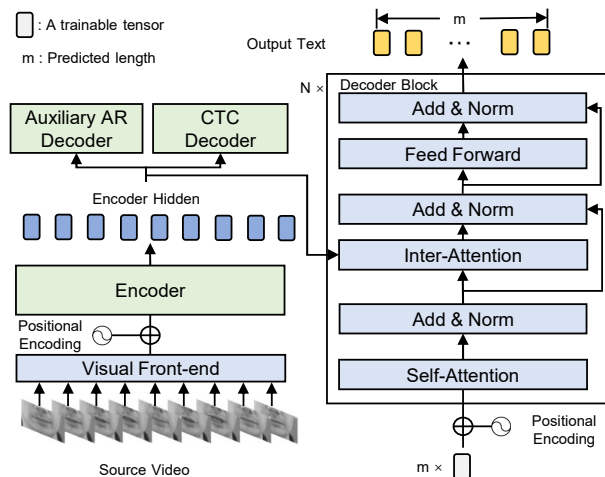 : A trainable tensor
m : Predicted length
Auxiliary AR
Decoder
CTC
Decoder
Encoder Hidden
Encoder
Positional
Encoding
Visual Front-end
Source Video
m
Output Text
...
N ×
Decoder Block
Add & Norm
Feed Forward
Add & Norm
Inter-Attention
Add & Norm
Self-Attention
Positional
Encoding
m ×